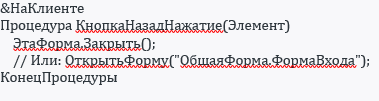 &НаКлиенте
Процедура КнопкаНазадНажатие(Элемент)
ЭтаФорма.Закрыть();
// Или: ОткрытьФорму("ОбщаяФорма.ФормаВхода");
КонецПроцедуры